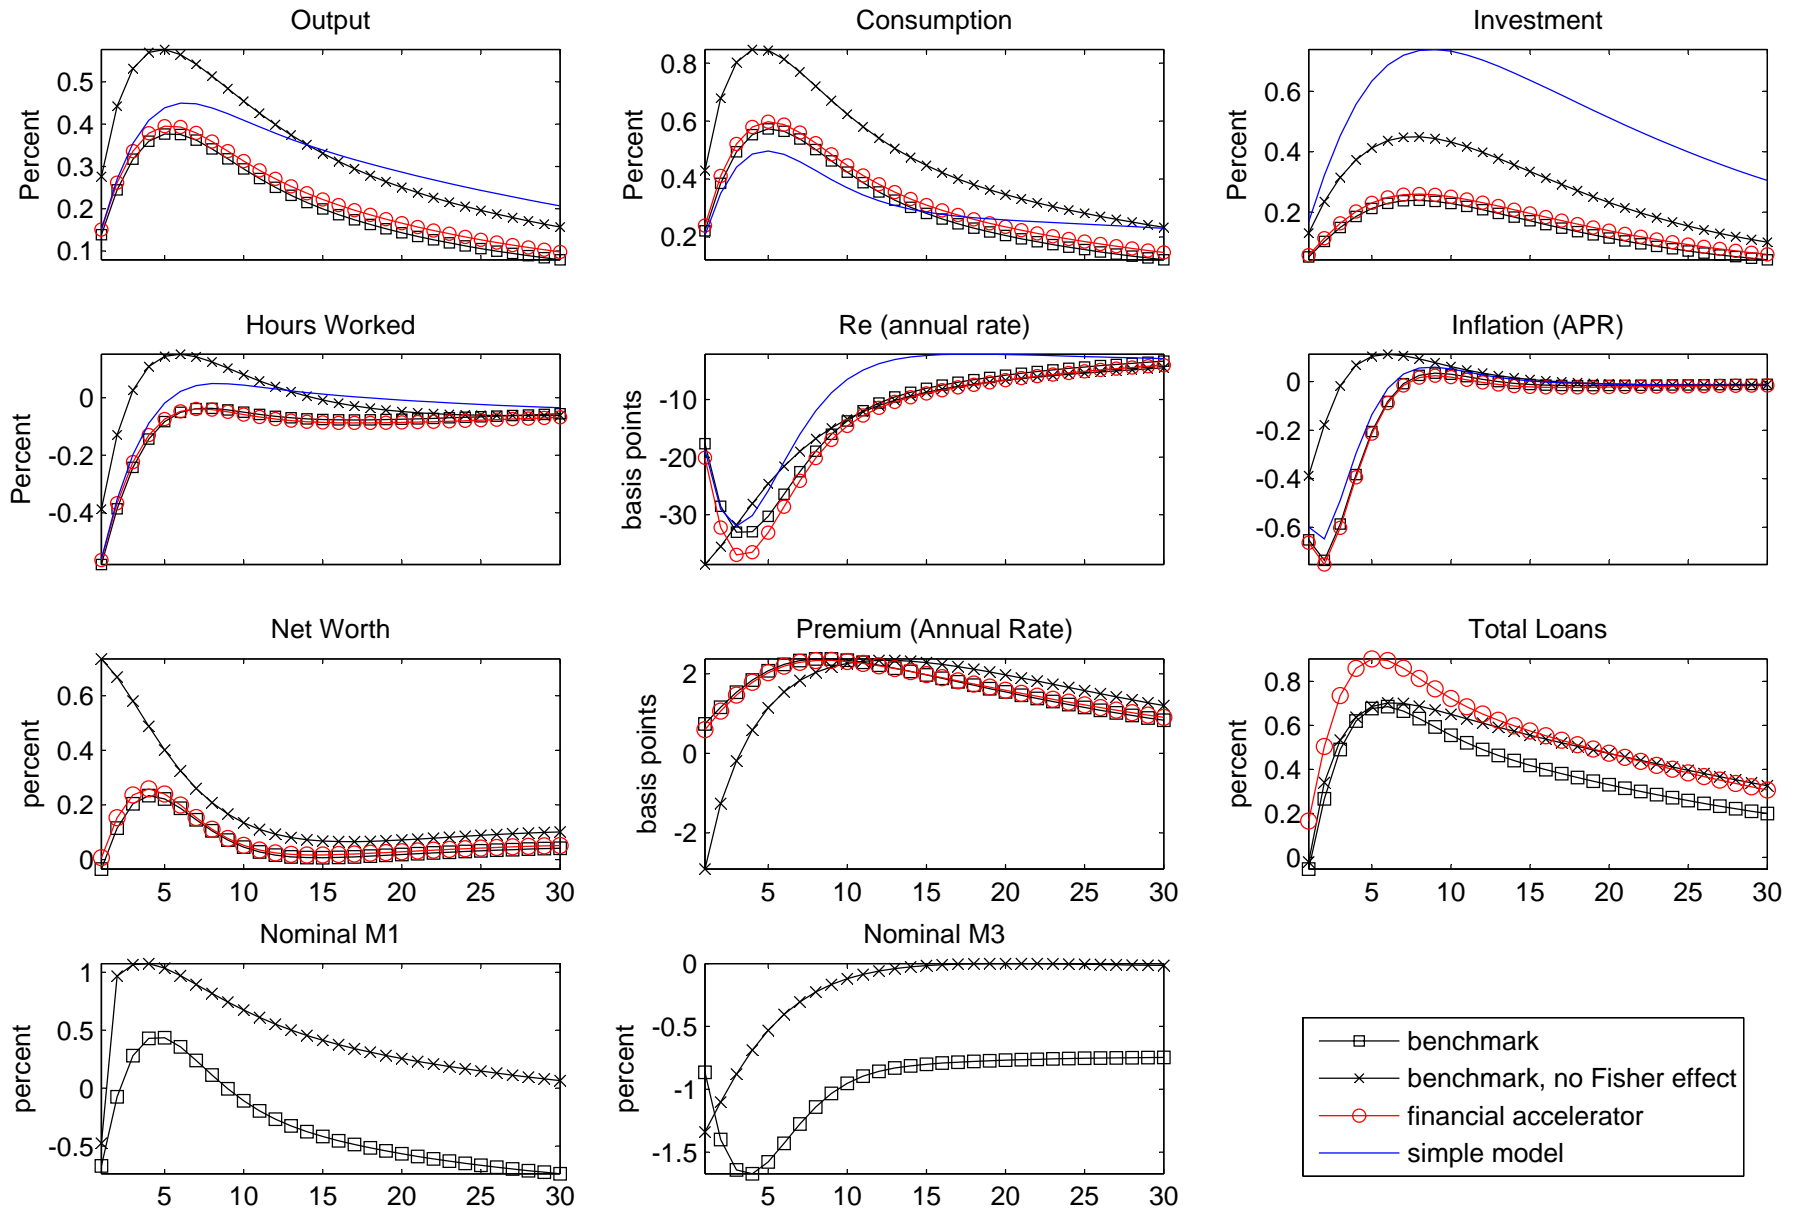 Output
Consumption
Investment
Percent
0.5
0.4
0.3
0.2
0.1
Percent
0.8
0.6
0.4
0.2
Percent
0.6
0.4
0.2
Hours Worked
Re (annual rate)
Inflation (APR)
Percent
0
-0.2
-0.4
basis points
-10
-20
-30
0
-0.2
-0.4
-0.6
Net Worth
Premium (Annual Rate)
Total Loans
percent
0.6
0.4
0.2
0
5 10 15 20 25 30
basis points
2
0
-2
5 10 15 20 25 30
percent
0.8
0.6
0.4
0.2
0
5 10 15 20 25 30
Nominal M1
Nominal M3
percent
1
0.5
0
-0.5
5 10 15 20 25 30
percent
0
-0.5
-1
-1.5
5 10 15 20 25 30
benchmark
benchmark, no Fisher effect
financial accelerator
simple model